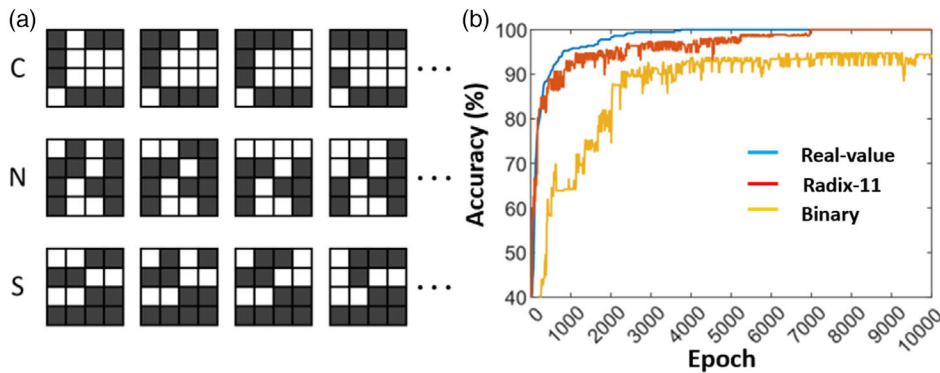 (a)
C
...
N
...
S
...
(b)
Accuracy (%)
100
90
80
70
60
50
40
Real-value
Radix-11
Binary
0 1000 2000 3000 4000 5000 6000 7000 8000 9000 10000
Epoch